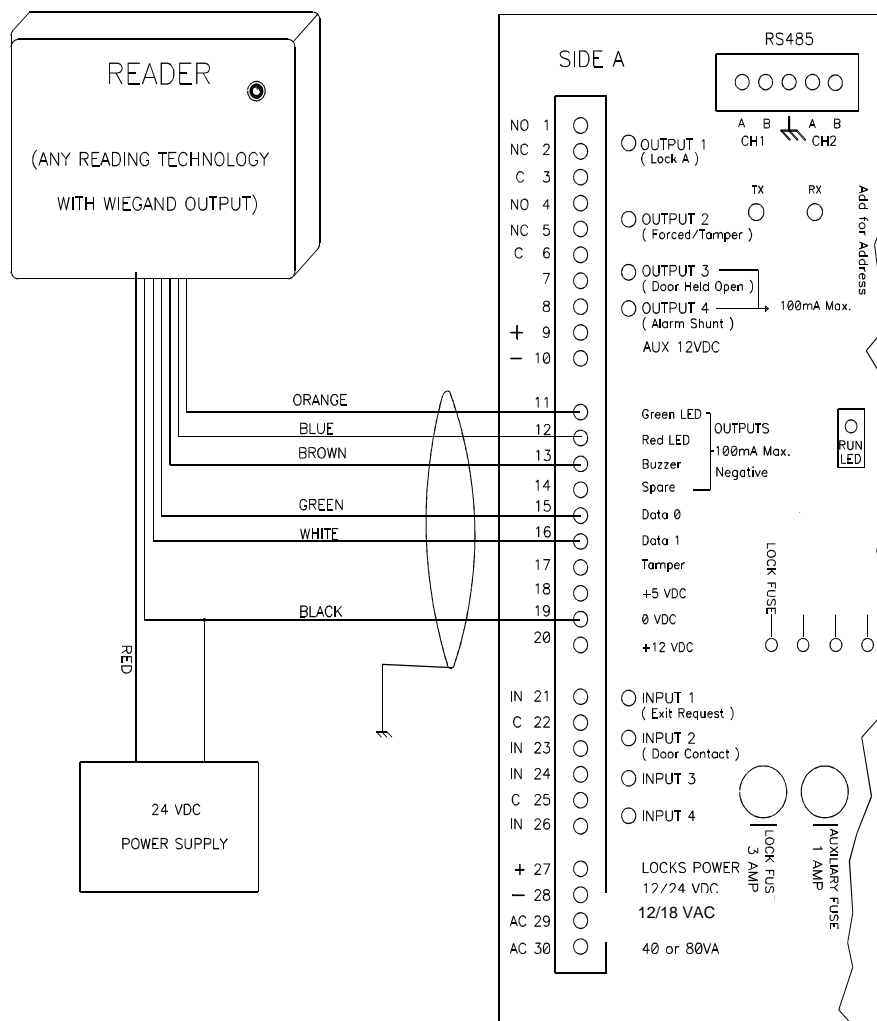 READER
(ANY READING TECHNOLOGY
WITH WIEGAND OUTPUT)
ORANGE
BLUE
BROWN
GREEN
WHITE
BLACK
RED
24 VDC
POWER SUPPLY
SIDE A
RS485
A B A B
CH1 CH2
TX RX
Add for Address
NO 1
NC 2
C 3
NO 4
NC 5
C 6
7
8
+ 9
- 10
11
12
13
14
15
16
17
18
19
20
IN 21
C 22
IN 23
IN 24
C 25
IN 26
+ 27
- 28
AC 29
AC 30
OUTPUT 1
( Lock A )
OUTPUT 2
( Forced/Tamper )
OUTPUT 3
( Door Held Open )
OUTPUT 4
( Alarm Shunt )
100mA Max.
AUX 12VDC
Green LED
Red LED
Buzzer
Spare
OUTPUTS
100mA Max.
Negative
RUN
LED
Data 0
Data 1
Tamper
+5 VDC
0 VDC
+12 VDC
LOCK FUSE
INPUT 1
( Exit Request )
INPUT 2
( Door Contact )
INPUT 3
INPUT 4
LOCK FUS
3 AMP
AUXILIARY FUSE
1 AMP
LOCKS POWER
12/24 VDC
12/18 VAC
40 or 80VA